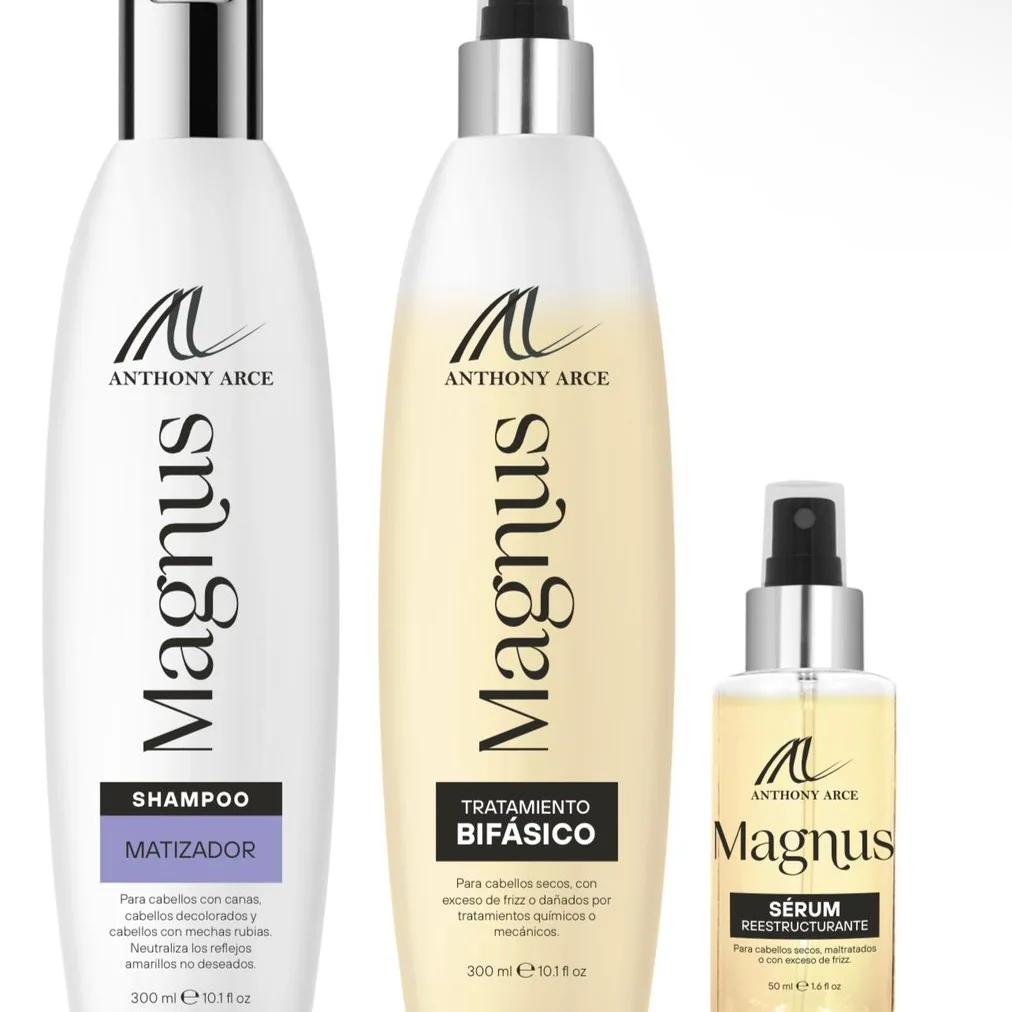 ANTHONY ARCE
Magnus
SHAMPOO
MATIZADOR
Para cabellos con canas,
cabellos decolorados y
cabellos con mechas rubias.
Neutraliza los reflejos
amarillos no deseados.
300 ml ℮ 10.1 fl oz
ANTHONY ARCE
Magnus
TRATAMIENTO
BIFÁSICO
Para cabellos secos, con
exceso de frizz o dañados por
tratamientos químicos o
mecánicos.
300 ml ℮ 10.1 fl oz
ANTHONY ARCE
Magnus
SÉRUM
REESTRUCTURANTE
Para cabellos secos, maltratados
o con exceso de frizz.
50 ml ℮ 1.6 fl oz